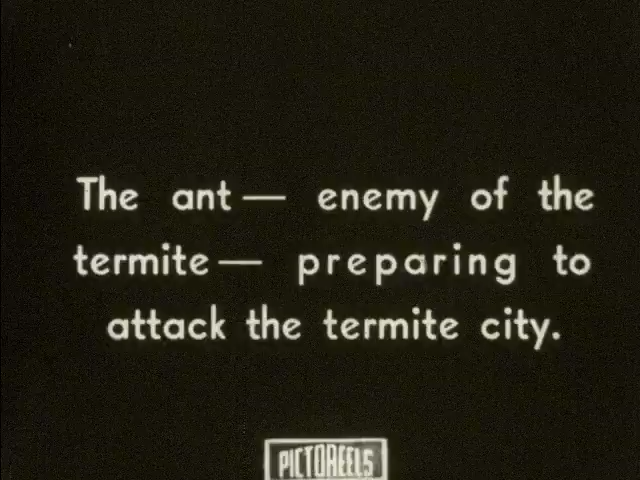 The ant — enemy of the
termite — preparing to
attack the termite city.
PICTOREELS